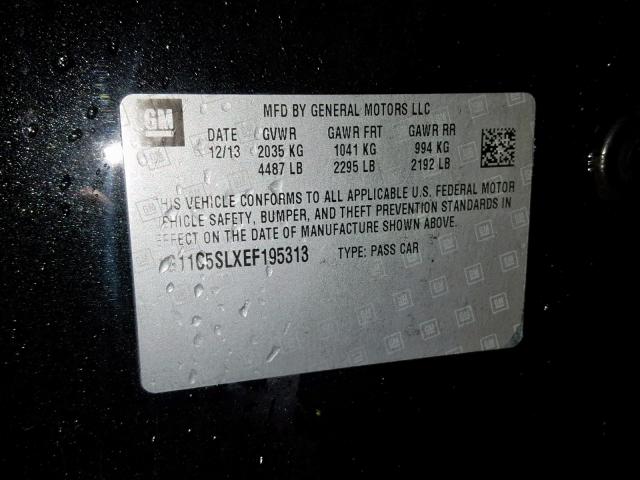 GM
MFD BY GENERAL MOTORS LLC
DATE GVWR GAWR FRT GAWR RR
12/13 2035 KG 1041 KG 994 KG
4487 LB 2295 LB 2192 LB
THIS VEHICLE CONFORMS TO ALL APPLICABLE U.S. FEDERAL MOTOR
VEHICLE SAFETY, BUMPER, AND THEFT PREVENTION STANDARDS IN
EFFECT ON THE DATE OF MANUFACTURE SHOWN ABOVE.
G11C5SLXEF195313 TYPE: PASS CAR